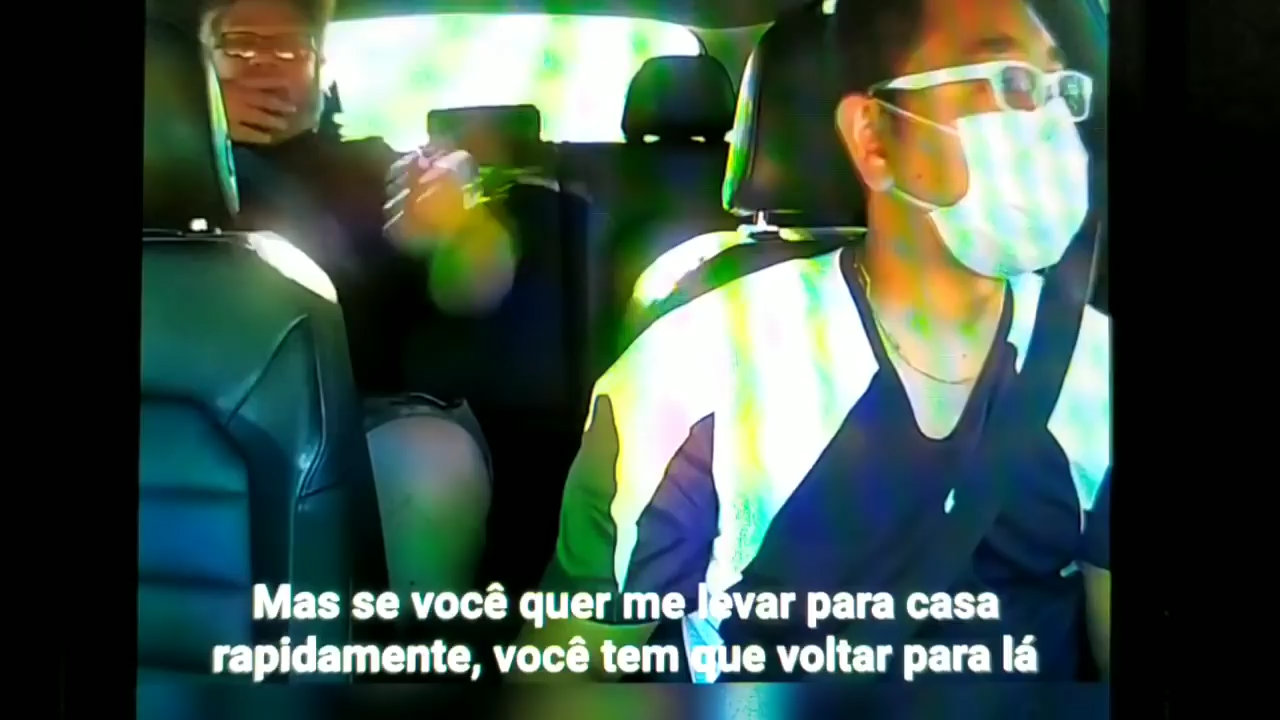 Mas se você quer me levar para casa
rapidamente, você tem que voltar para lá